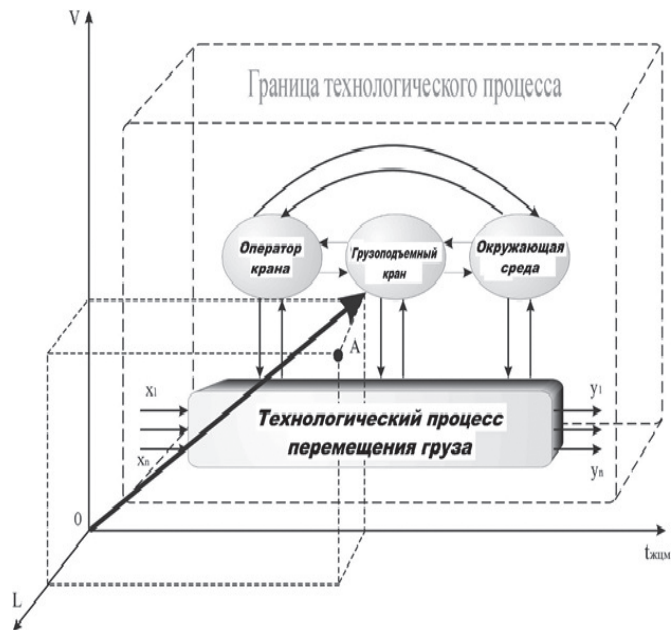 V
Граница технологического процесса
Оператор
крана
Грузоподъемный
кран
Окружающая
среда
A
x₁
xₙ
Технологический процесс
перемещения груза
y₁
yₙ
0
tжцм
L